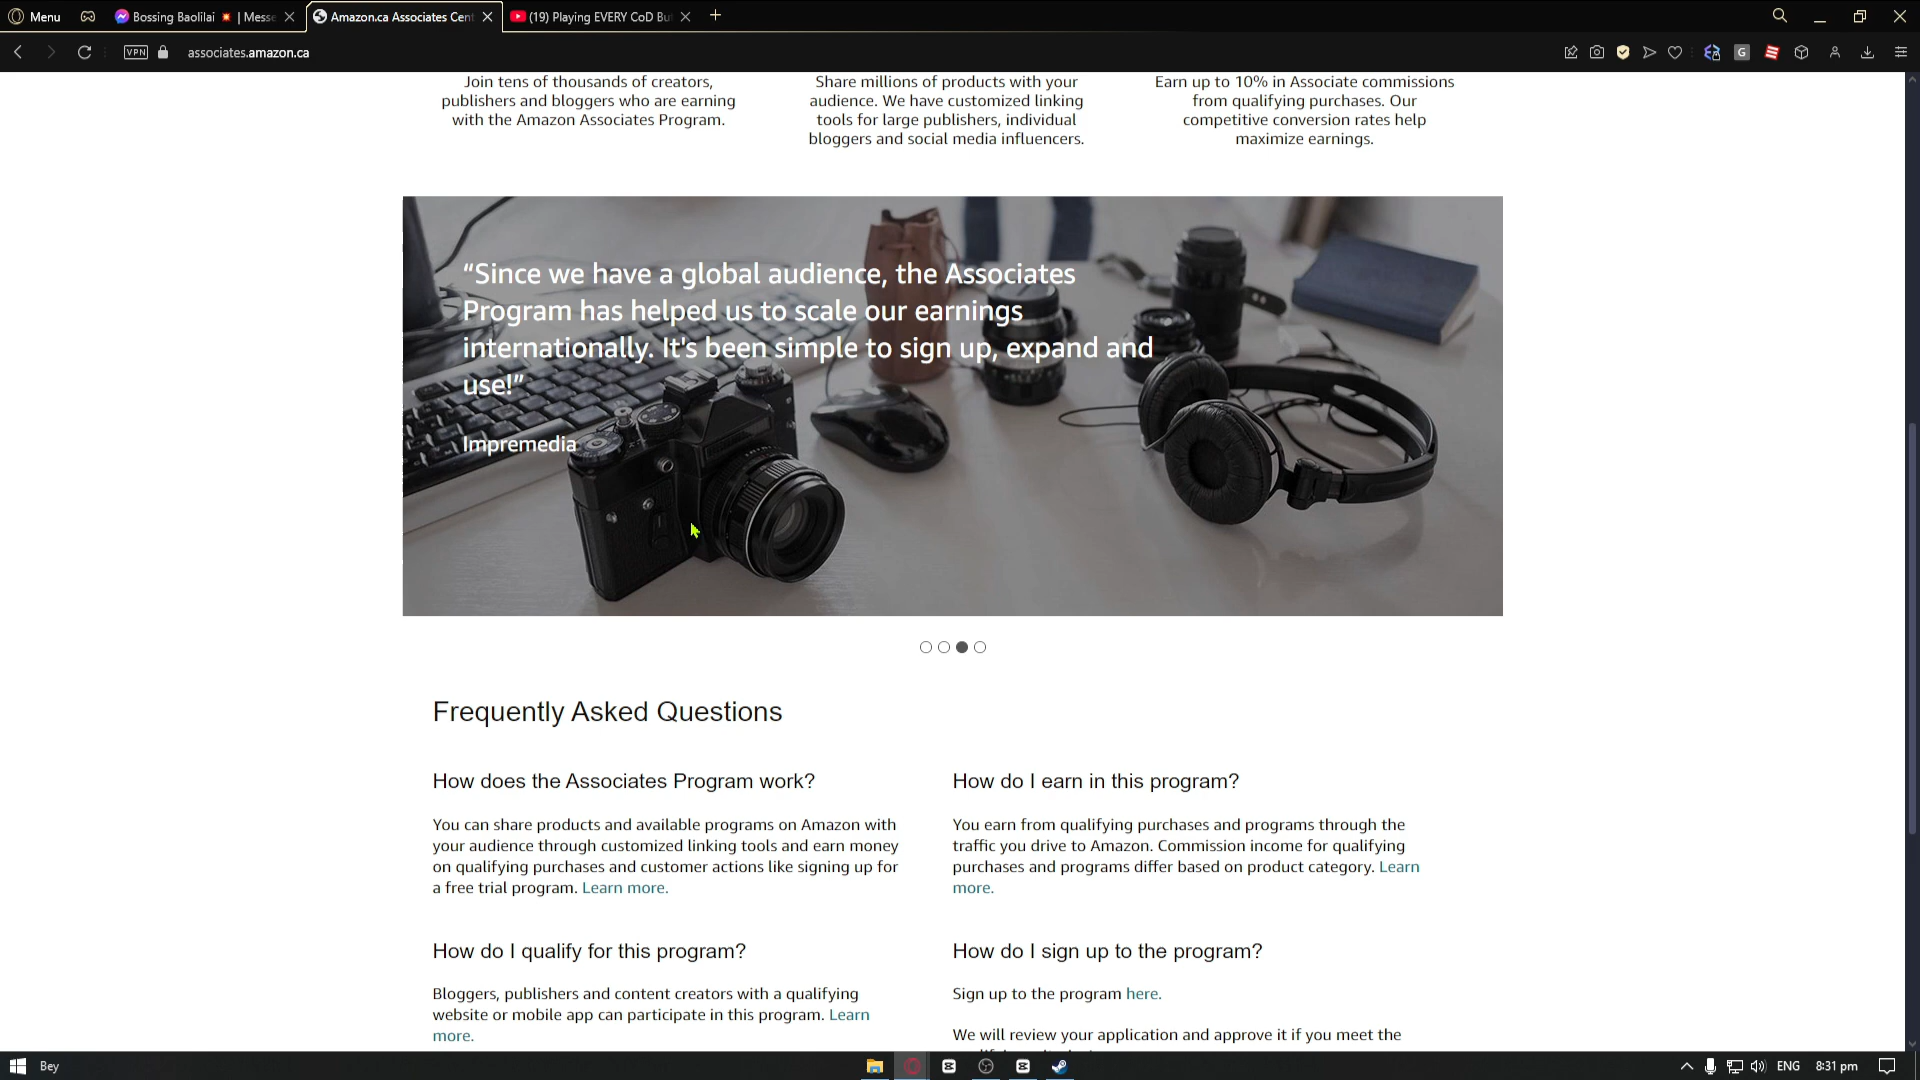 Menu
Bossing Baolilai 💥 | Messe
Amazon.ca Associates Cent
(19) Playing EVERY CoD Bu
VPN
associates.amazon.ca
G
Join tens of thousands of creators,
publishers and bloggers who are earning
with the Amazon Associates Program.
Share millions of products with your
audience. We have customized linking
tools for large publishers, individual
bloggers and social media influencers.
Earn up to 10% in Associate commissions
from qualifying purchases. Our
competitive conversion rates help
maximize earnings.
“Since we have a global audience, the Associates
Program has helped us to scale our earnings
internationally. It's been simple to sign up, expand and
use!”
Impremedia
Frequently Asked Questions
How does the Associates Program work?
You can share products and available programs on Amazon with
your audience through customized linking tools and earn money
on qualifying purchases and customer actions like signing up for
a free trial program. Learn more.
How do I earn in this program?
You earn from qualifying purchases and programs through the
traffic you drive to Amazon. Commission income for qualifying
purchases and programs differ based on product category. Learn
more.
How do I qualify for this program?
Bloggers, publishers and content creators with a qualifying
website or mobile app can participate in this program. Learn
more.
How do I sign up to the program?
Sign up to the program here.
We will review your application and approve it if you meet the
Bey
ENG
8:31 pm